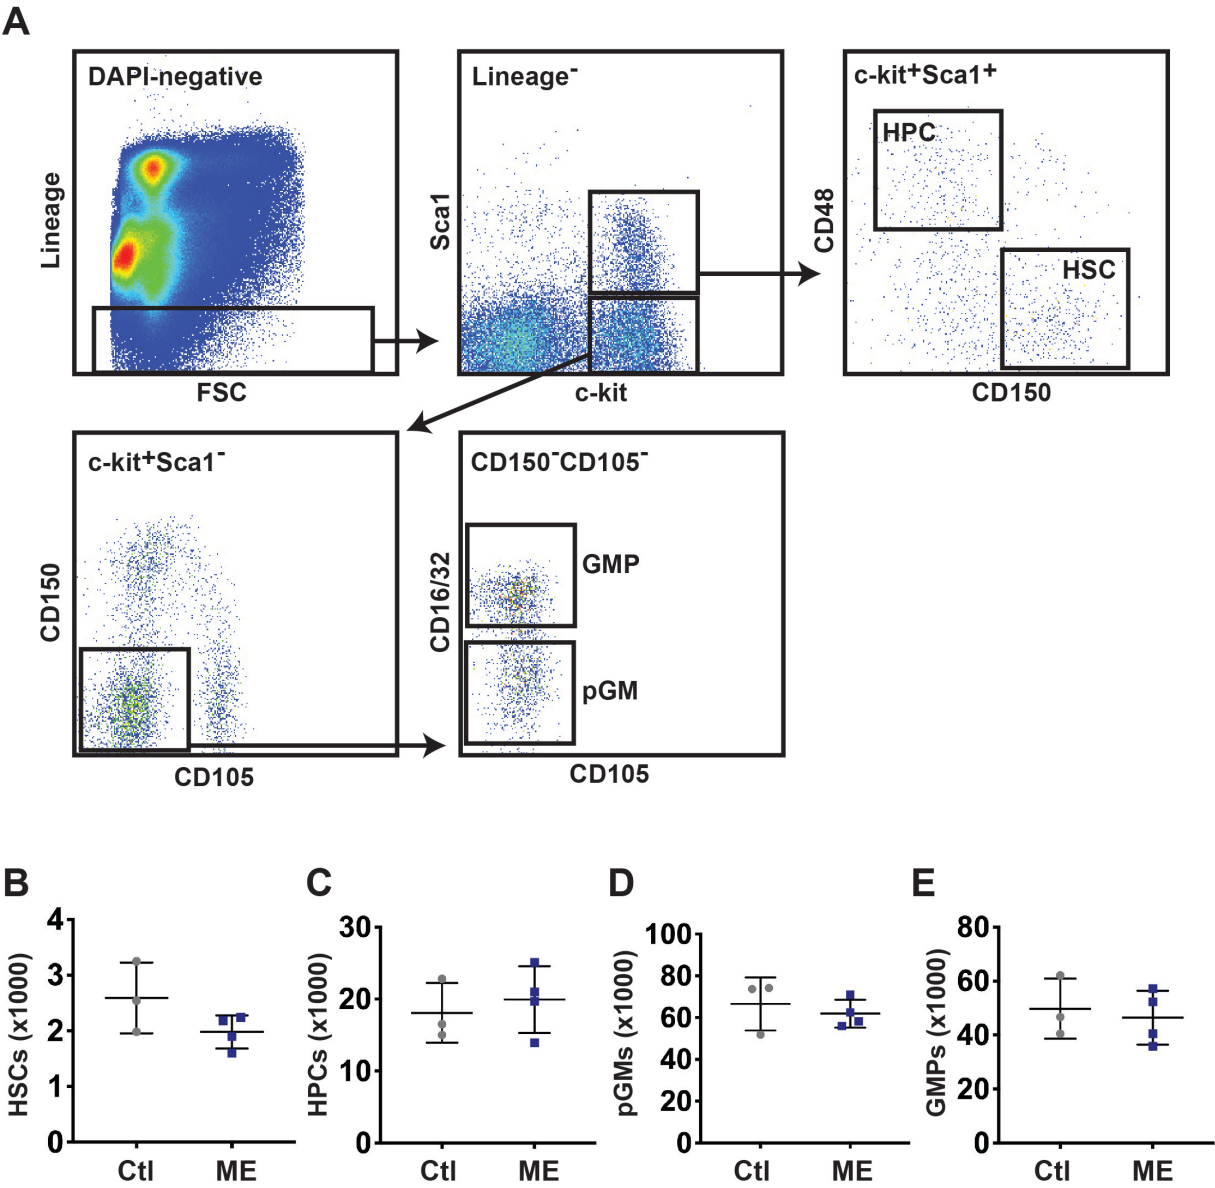 A
DAPI-negative
Lineage
FSC
Lineage-
Sca1
c-kit
c-kit+Sca1+
HPC
HSC
CD48
CD150
c-kit+Sca1-
CD150
CD105
CD150-CD105-
GMP
pGM
CD16/32
CD105
B
HSCs (x1000)
4
3
2
1
0
Ctl ME
C
HPCs (x1000)
30
20
10
0
Ctl ME
D
pGMs (x1000)
100
80
60
40
20
0
Ctl ME
E
GMPs (x1000)
80
60
40
20
0
Ctl ME